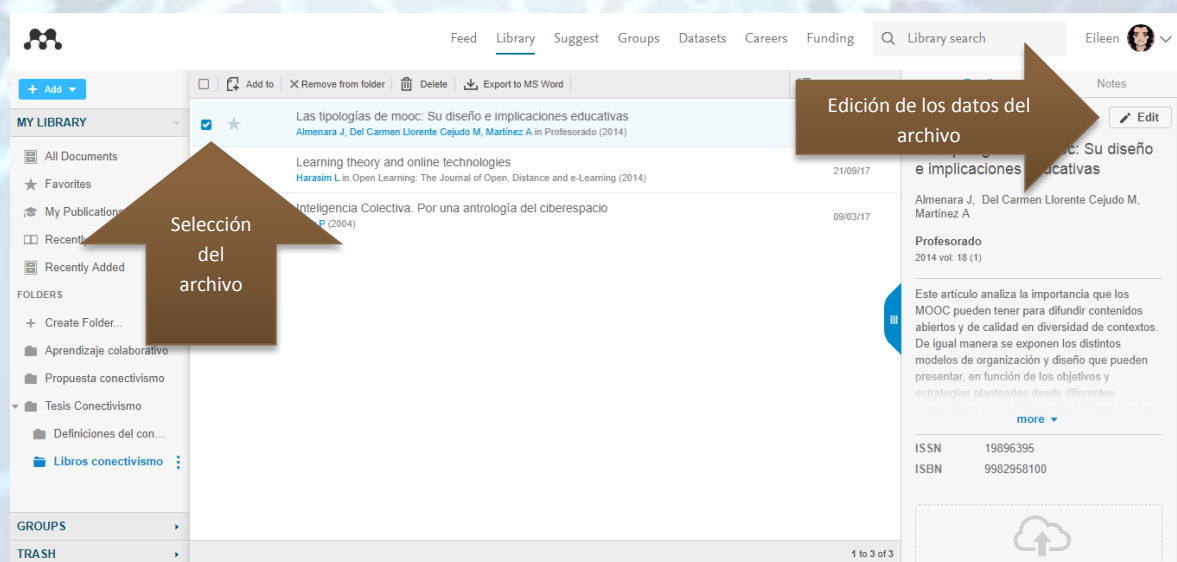 Feed Library Suggest Groups Datasets Careers Funding Library search Eileen
+ Add
Add to Remove from folder Delete Export to MS Word
Notes
MY LIBRARY
All Documents
Favorites
My Publications
Recently
Recently Added
FOLDERS
+ Create Folder...
Aprendizaje colaborativo
Propuesta conectivismo
Tesis Conectivismo
Definiciones del con...
Libros conectivismo
GROUPS
TRASH
Las tipologías de mooc: Su diseño e implicaciones educativas
Almenara J, Del Carmen Llorente Cejudo M, Martínez A in Profesorado (2014)
Learning theory and online technologies
Harasim L in Open Learning: The Journal of Open, Distance and e-Learning (2014)
21/09/17
Inteligencia Colectiva. Por una antrología del ciberespacio
P (2004)
09/03/17
1 to 3 of 3
Selección
del
archivo
Edición de los datos del
archivo
Edit
Su diseño
e implicaciones educativas
Almenara J, Del Carmen Llorente Cejudo M,
Martínez A
Profesorado
2014 vol: 18 (1)
Este artículo analiza la importancia que los
MOOC pueden tener para difundir contenidos
abiertos y de calidad en diversidad de contextos.
De igual manera se exponen los distintos
modelos de organización y diseño que pueden
presentar, en función de los objetivos y
estrategias planteadas desde diferentes
more
ISSN 19896395
ISBN 9982958100